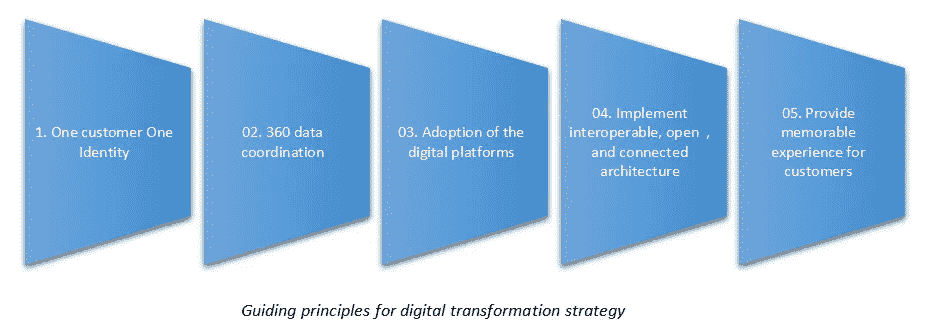 1. One customer One
Identity
02. 360 data
coordination
03. Adoption of the
digital platforms
04. Implement
interoperable, open ,
and connected
architecture
05. Provide
memorable
experience for
customers
Guiding principles for digital transformation strategy